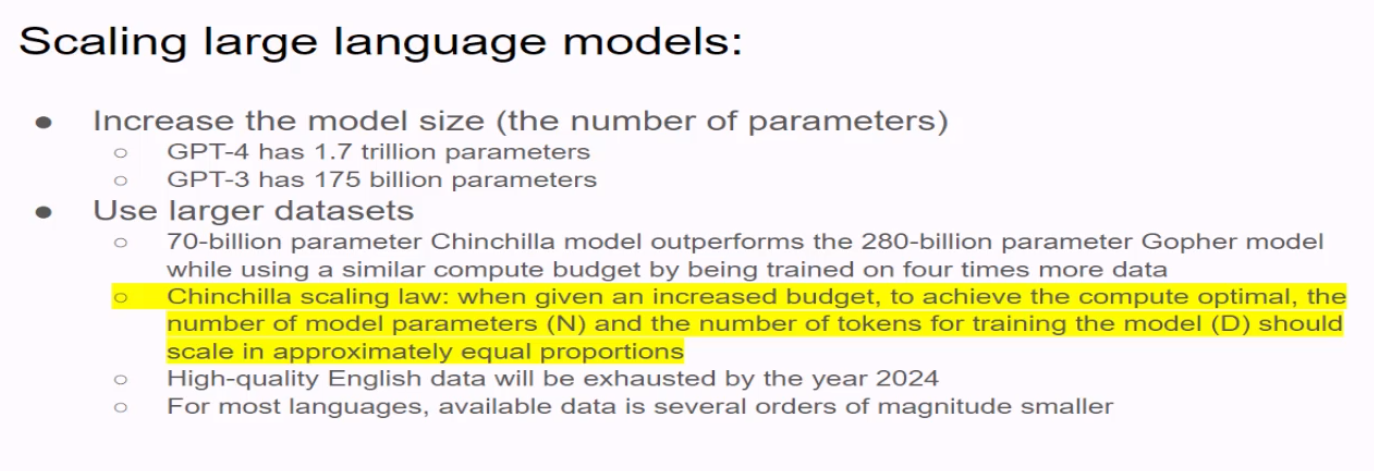 Scaling large language models:
● Increase the model size (the number of parameters)
○ GPT-4 has 1.7 trillion parameters
○ GPT-3 has 175 billion parameters
● Use larger datasets
○ 70-billion parameter Chinchilla model outperforms the 280-billion parameter Gopher model
while using a similar compute budget by being trained on four times more data
○ Chinchilla scaling law: when given an increased budget, to achieve the compute optimal, the
number of model parameters (N) and the number of tokens for training the model (D) should
scale in approximately equal proportions
○ High-quality English data will be exhausted by the year 2024
○ For most languages, available data is several orders of magnitude smaller